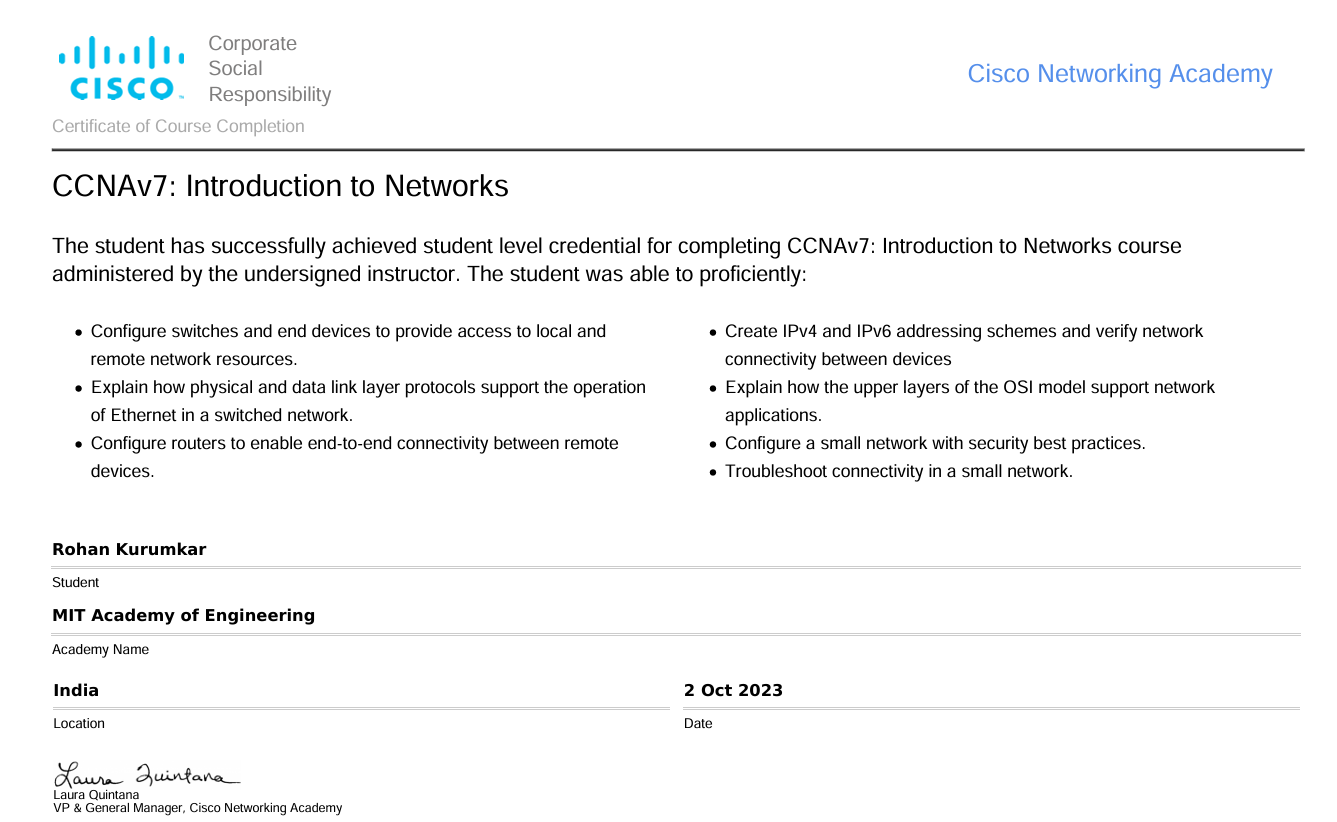 CISCO
Corporate
Social
Responsibility
Cisco Networking Academy
Certificate of Course Completion
CCNAv7: Introduction to Networks
The student has successfully achieved student level credential for completing CCNAv7: Introduction to Networks course
administered by the undersigned instructor. The student was able to proficiently:
• Configure switches and end devices to provide access to local and
remote network resources.
• Explain how physical and data link layer protocols support the operation
of Ethernet in a switched network.
• Configure routers to enable end-to-end connectivity between remote
devices.
• Create IPv4 and IPv6 addressing schemes and verify network
connectivity between devices
• Explain how the upper layers of the OSI model support network
applications.
• Configure a small network with security best practices.
• Troubleshoot connectivity in a small network.
Rohan Kurumkar
Student
MIT Academy of Engineering
Academy Name
India
Location
2 Oct 2023
Date
Laura Quintana
Laura Quintana
VP & General Manager, Cisco Networking Academy